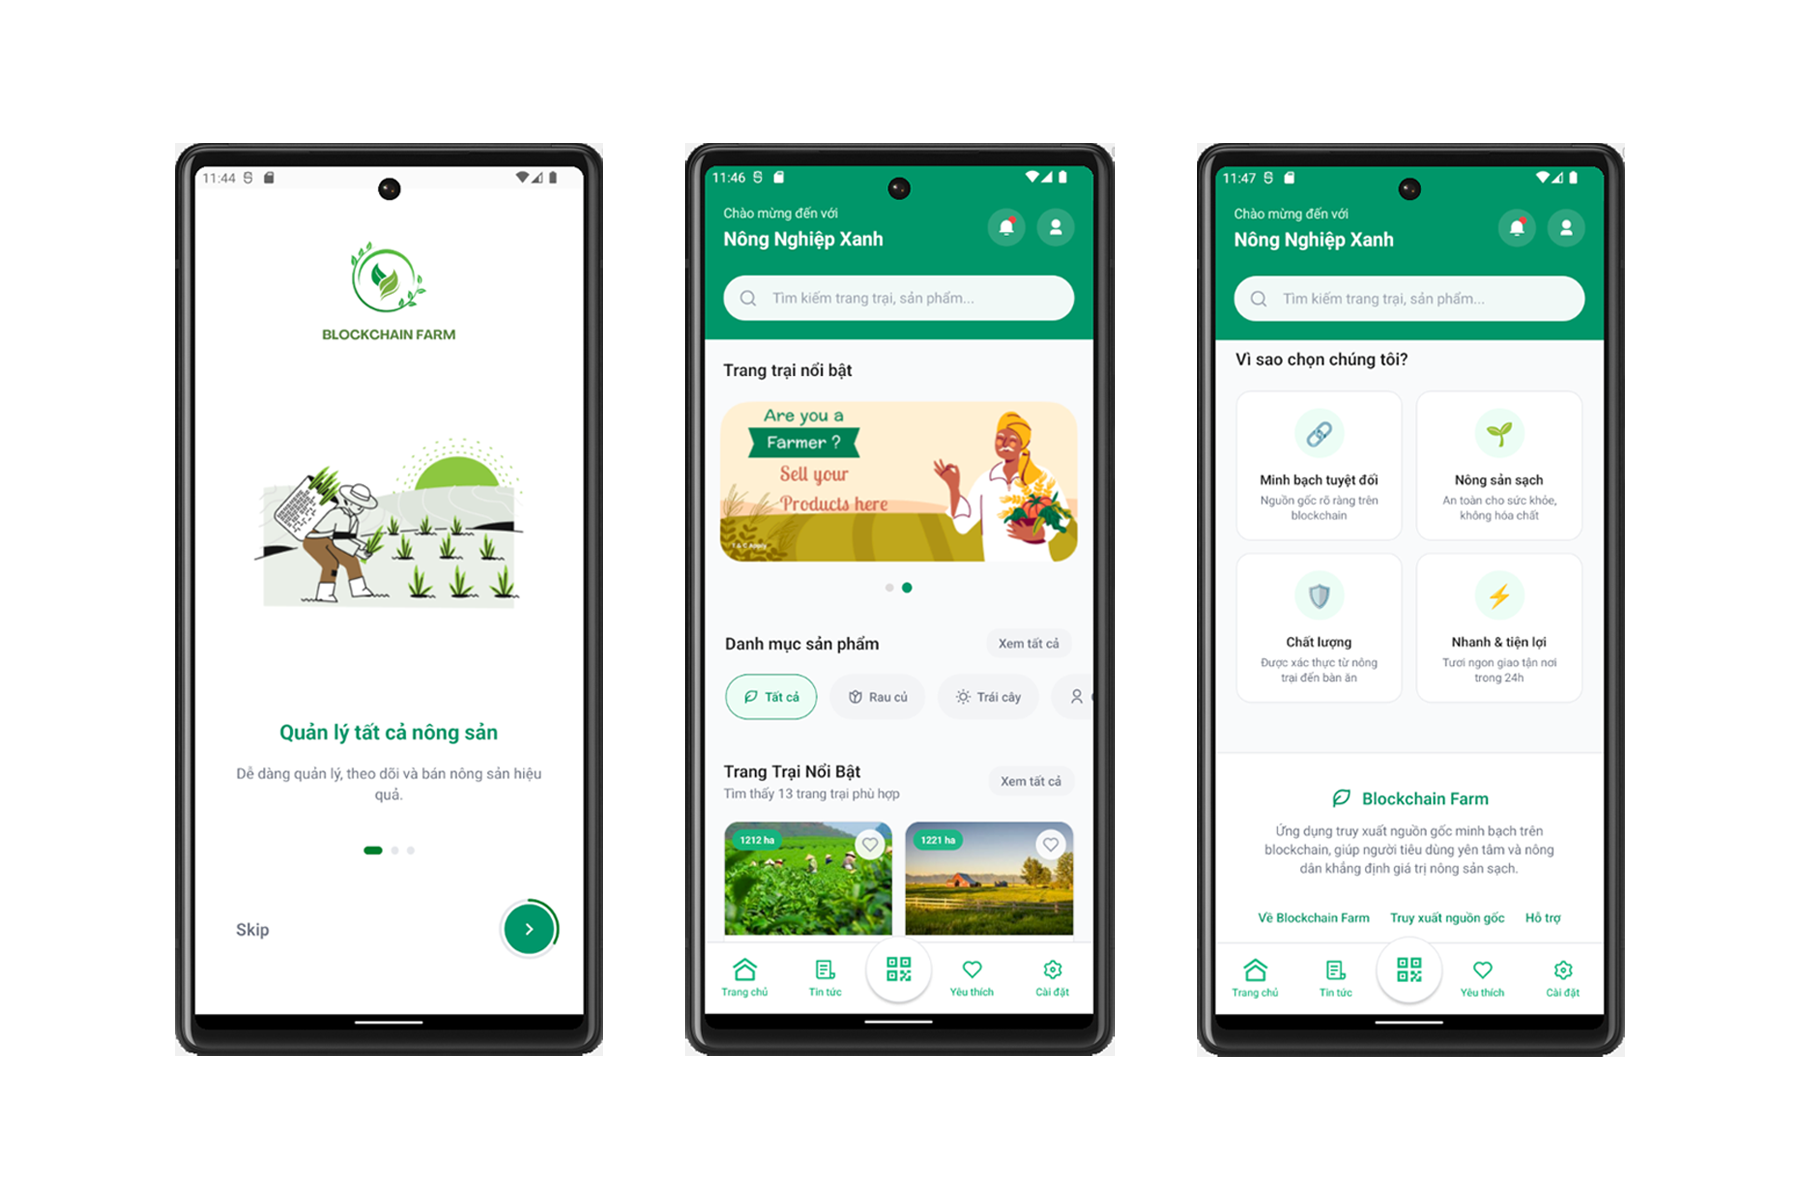 11:44
BLOCKCHAIN FARM
Quản lý tất cả nông sản
Dễ dàng quản lý, theo dõi và bán nông sản hiệu
quả.
Skip
11:46
Chào mừng đến với
Nông Nghiệp Xanh
Tìm kiếm trang trại, sản phẩm...
Trang trại nổi bật
Are you a
Farmer ?
Sell your
Products here
T & C Apply
Danh mục sản phẩm
Xem tất cả
Tất cả
Rau củ
Trái cây
Trang Trại Nổi Bật
Xem tất cả
Tìm thấy 13 trang trại phù hợp
1212 ha
1221 ha
Trang chủ
Tin tức
Yêu thích
Cài đặt
11:47
Chào mừng đến với
Nông Nghiệp Xanh
Tìm kiếm trang trại, sản phẩm...
Vì sao chọn chúng tôi?
Minh bạch tuyệt đối
Nguồn gốc rõ ràng trên
blockchain
Nông sản sạch
An toàn cho sức khỏe,
không hóa chất
Chất lượng
Được xác thực từ nông
trại đến bàn ăn
Nhanh & tiện lợi
Tươi ngon giao tận nơi
trong 24h
Blockchain Farm
Ứng dụng truy xuất nguồn gốc minh bạch trên
blockchain, giúp người tiêu dùng yên tâm và nông
dân khẳng định giá trị nông sản sạch.
Về Blockchain Farm
Truy xuất nguồn gốc
Hỗ trợ
Trang chủ
Tin tức
Yêu thích
Cài đặt